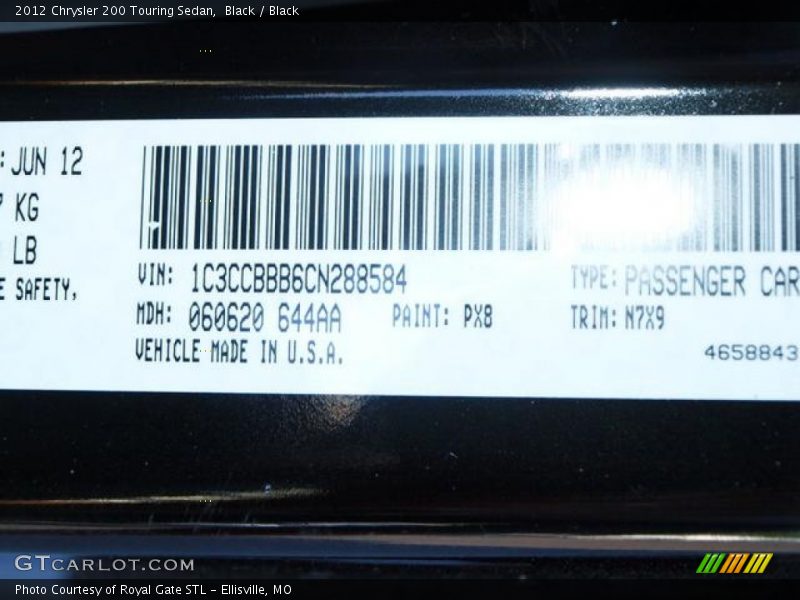 2012 Chrysler 200 Touring Sedan, Black / Black
: JUN 12
KG
LB
E SAFETY,
VIN: 1C3CCBBB6CN288584
TYPE: PASSENGER CAR
MDH: 060620 644AA PAINT: PX8 TRIM: N7X9
VEHICLE MADE IN U.S.A.
4658843
GTCARLOT.COM
Photo Courtesy of Royal Gate STL - Ellisville, MO